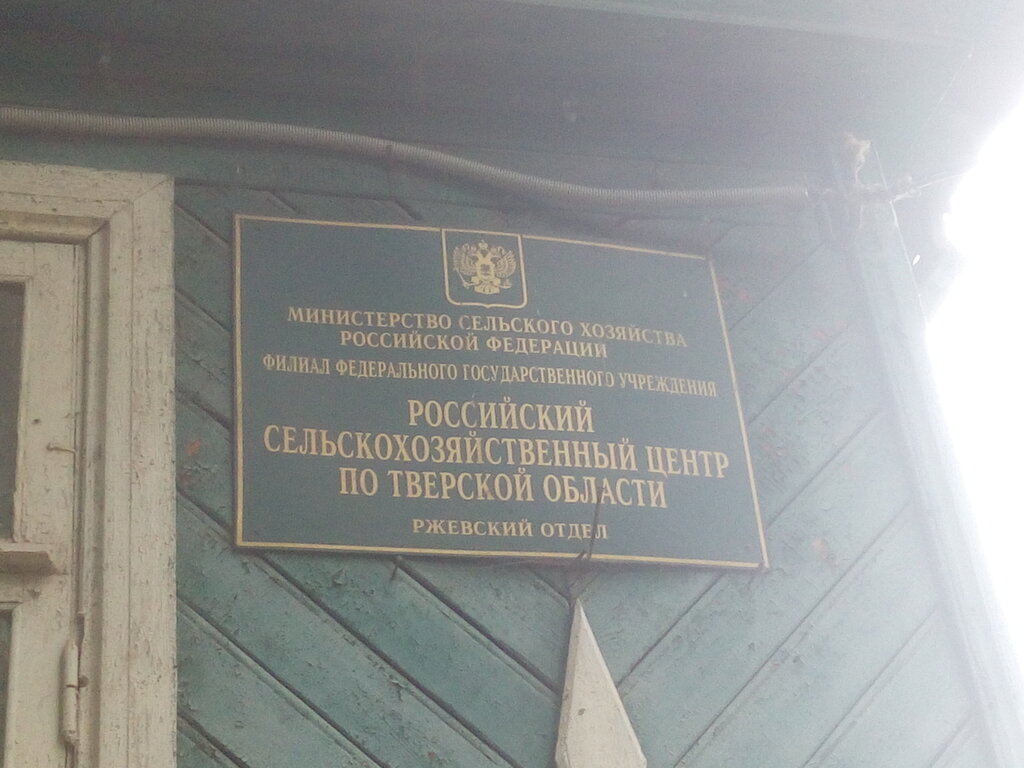 МИНИСТЕРСТВО СЕЛЬСКОГО ХОЗЯЙСТВА
РОССИЙСКОЙ ФЕДЕРАЦИИ
ФИЛИАЛ ФЕДЕРАЛЬНОГО ГОСУДАРСТВЕННОГО УЧРЕЖДЕНИЯ
РОССИЙСКИЙ
СЕЛЬСКОХОЗЯЙСТВЕННЫЙ ЦЕНТР
ПО ТВЕРСКОЙ ОБЛАСТИ
РЖЕВСКИЙ ОТДЕЛ